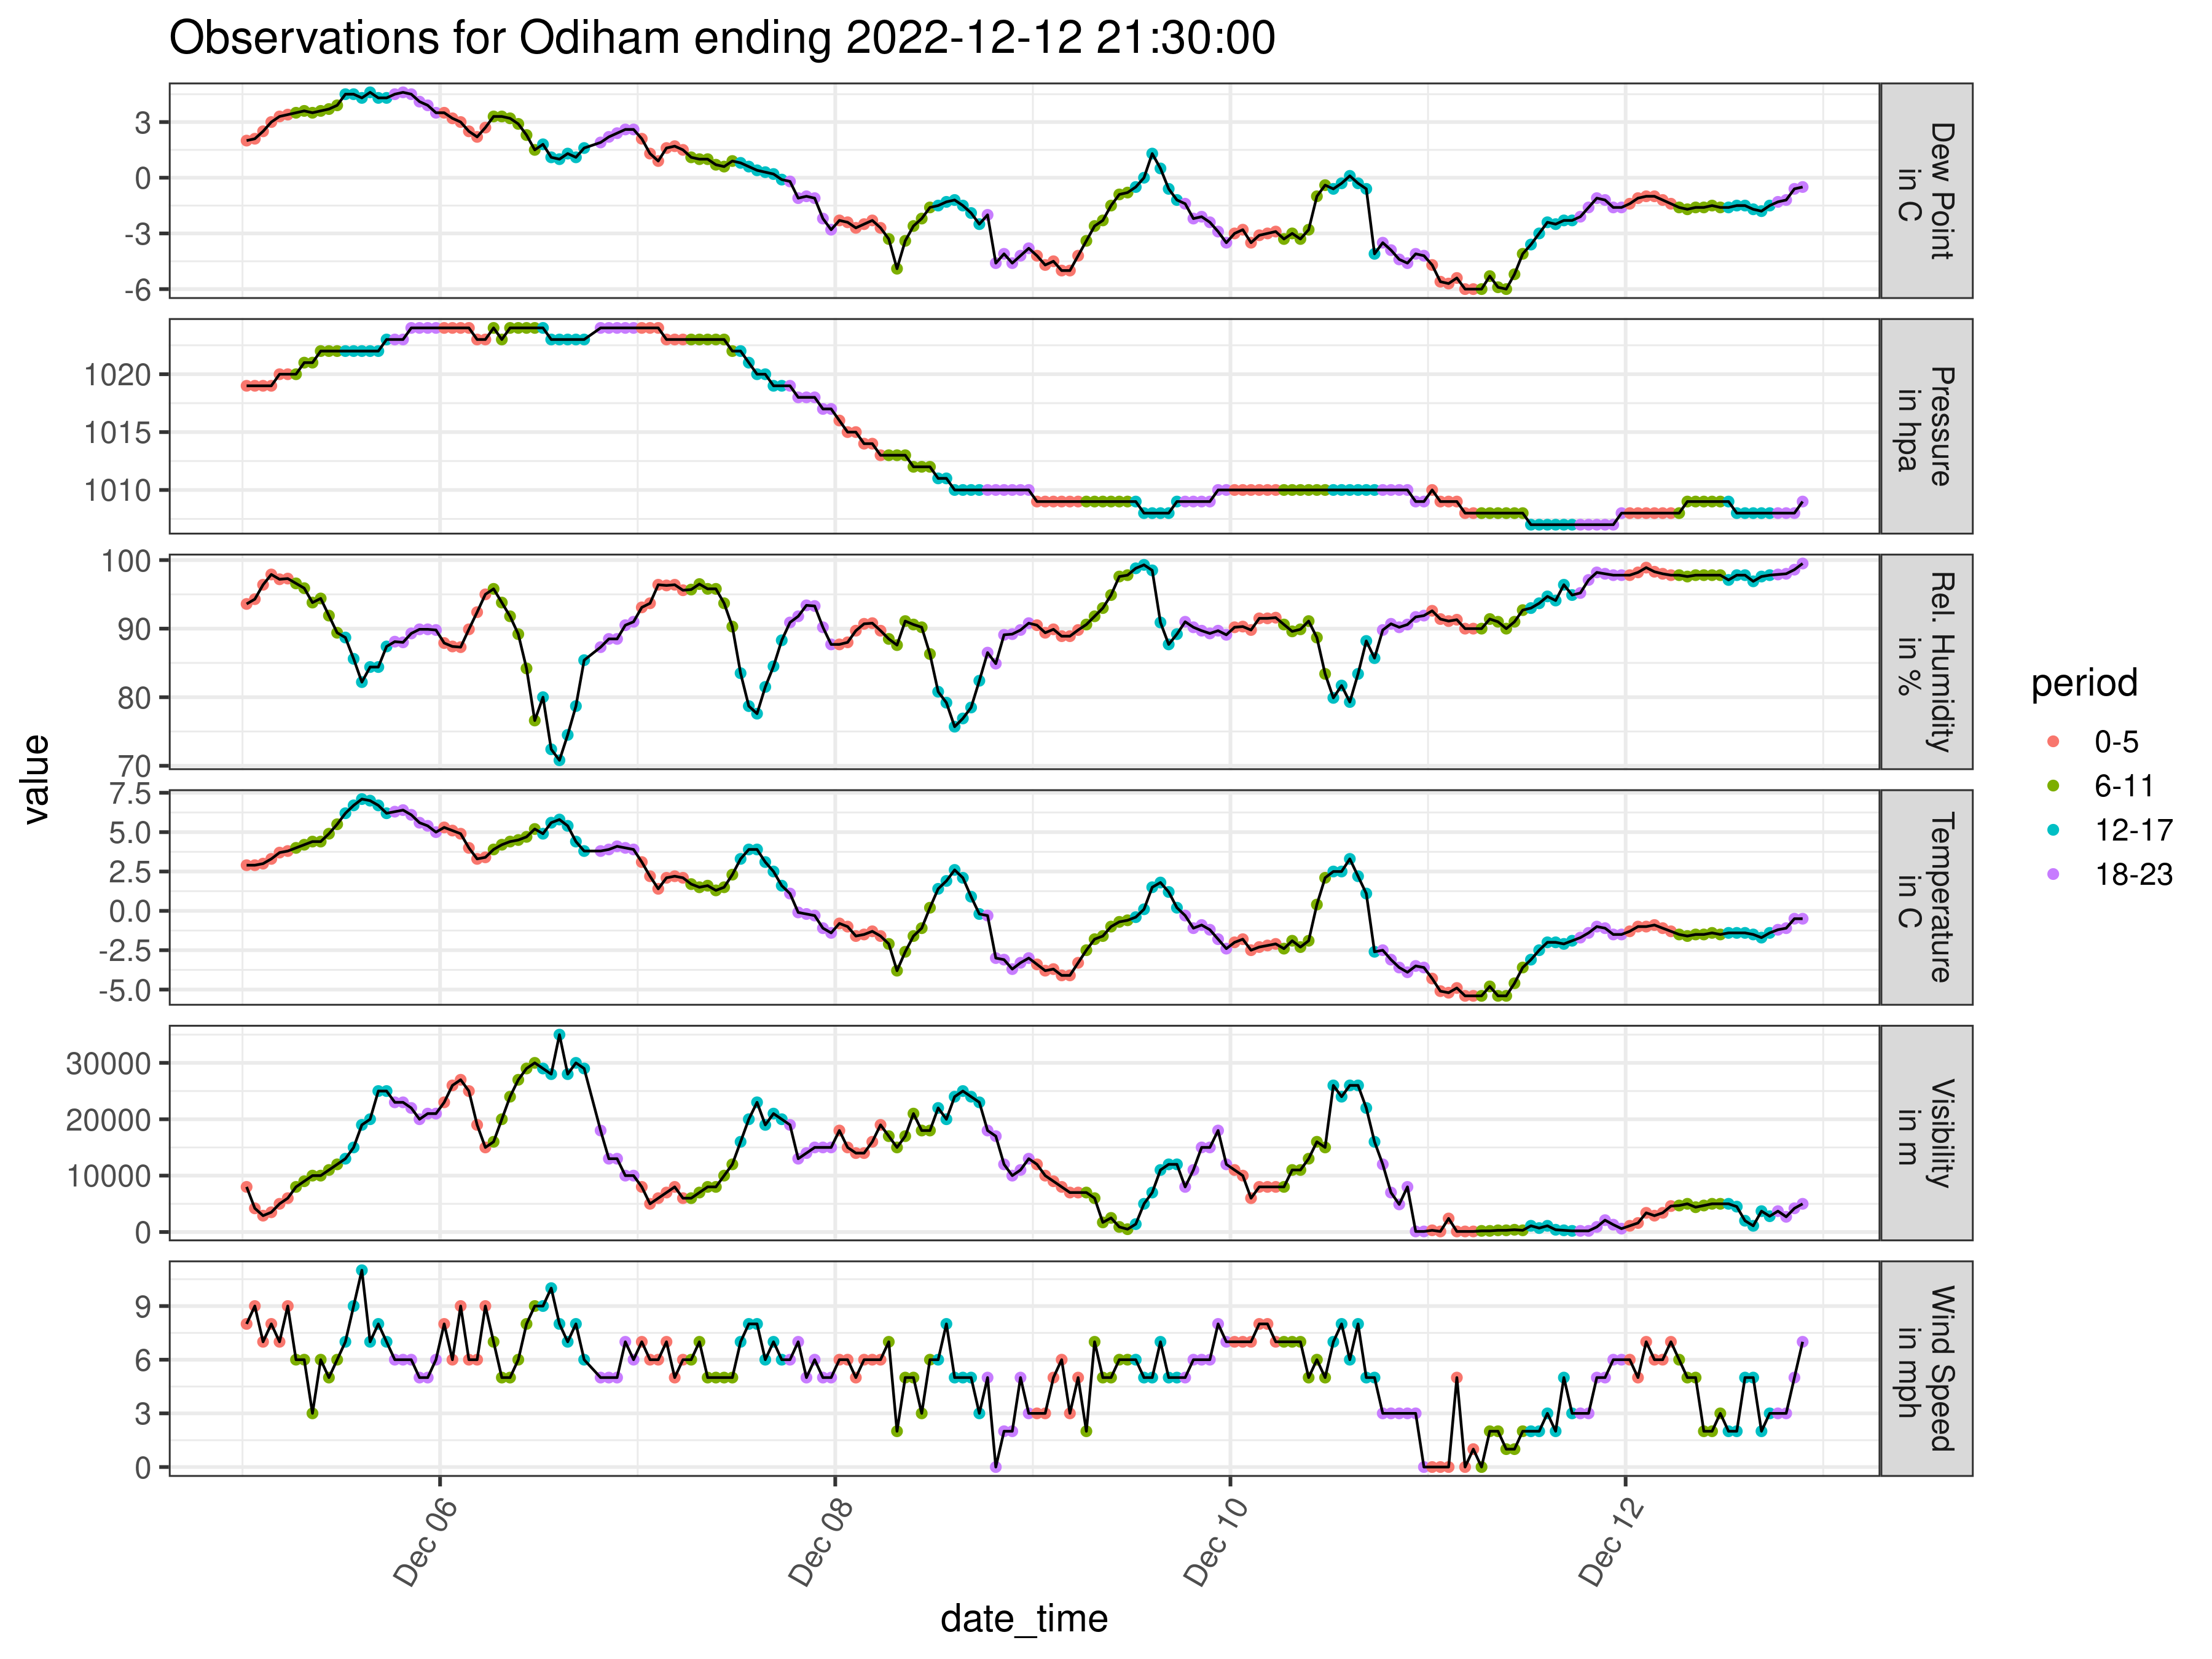 Observations for Odiham ending 2022-12-12 21:30:00
3
0
-3
-6
Dew Point
in C
1020
1015
1010
Pressure
in hpa
100
90
80
70
Rel. Humidity
in %
7.5
5.0
2.5
0.0
-2.5
-5.0
Temperature
in C
30000
20000
10000
0
Visibility
in m
9
6
3
0
Wind Speed
in mph
value
Dec 06
Dec 08
Dec 10
Dec 12
date_time
period
0-5
6-11
12-17
18-23